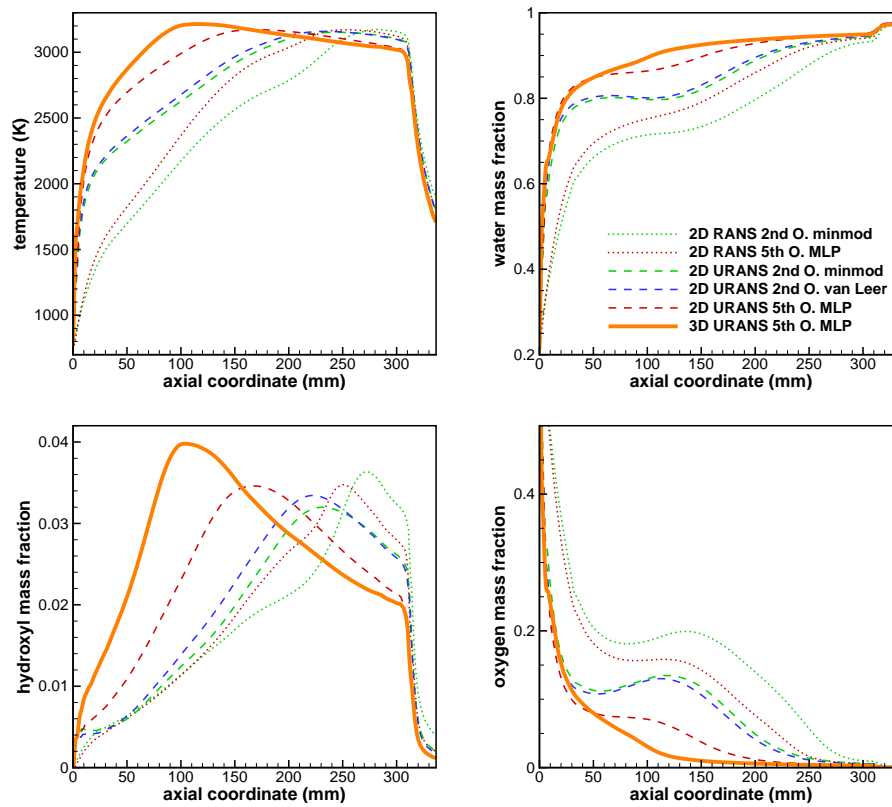 temperature (K)
3000
2500
2000
1500
1000
0 50 100 150 200 250 300
axial coordinate (mm)
water mass fraction
1
0.8
0.6
0.4
0.2
0 50 100 150 200 250 300
axial coordinate (mm)
2D RANS 2nd O. minmod
2D RANS 5th O. MLP
2D URANS 2nd O. minmod
2D URANS 2nd O. van Leer
2D URANS 5th O. MLP
3D URANS 5th O. MLP
hydroxyl mass fraction
0.04
0.03
0.02
0.01
0
0 50 100 150 200 250 300
axial coordinate (mm)
oxygen mass fraction
0.4
0.2
0
0 50 100 150 200 250 300
axial coordinate (mm)